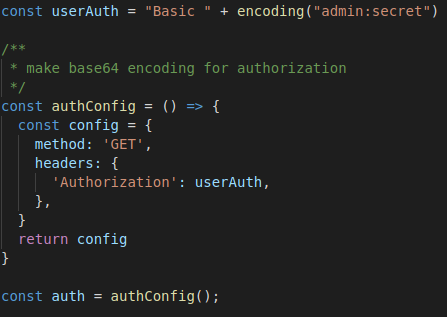 const userAuth = "Basic " + encoding("admin:secret")
/**
 * make base64 encoding for authorization
 */
const authConfig = () => {
  const config = {
    method: 'GET',
    headers: {
      'Authorization': userAuth,
    },
  }
  return config
}
const auth = authConfig();